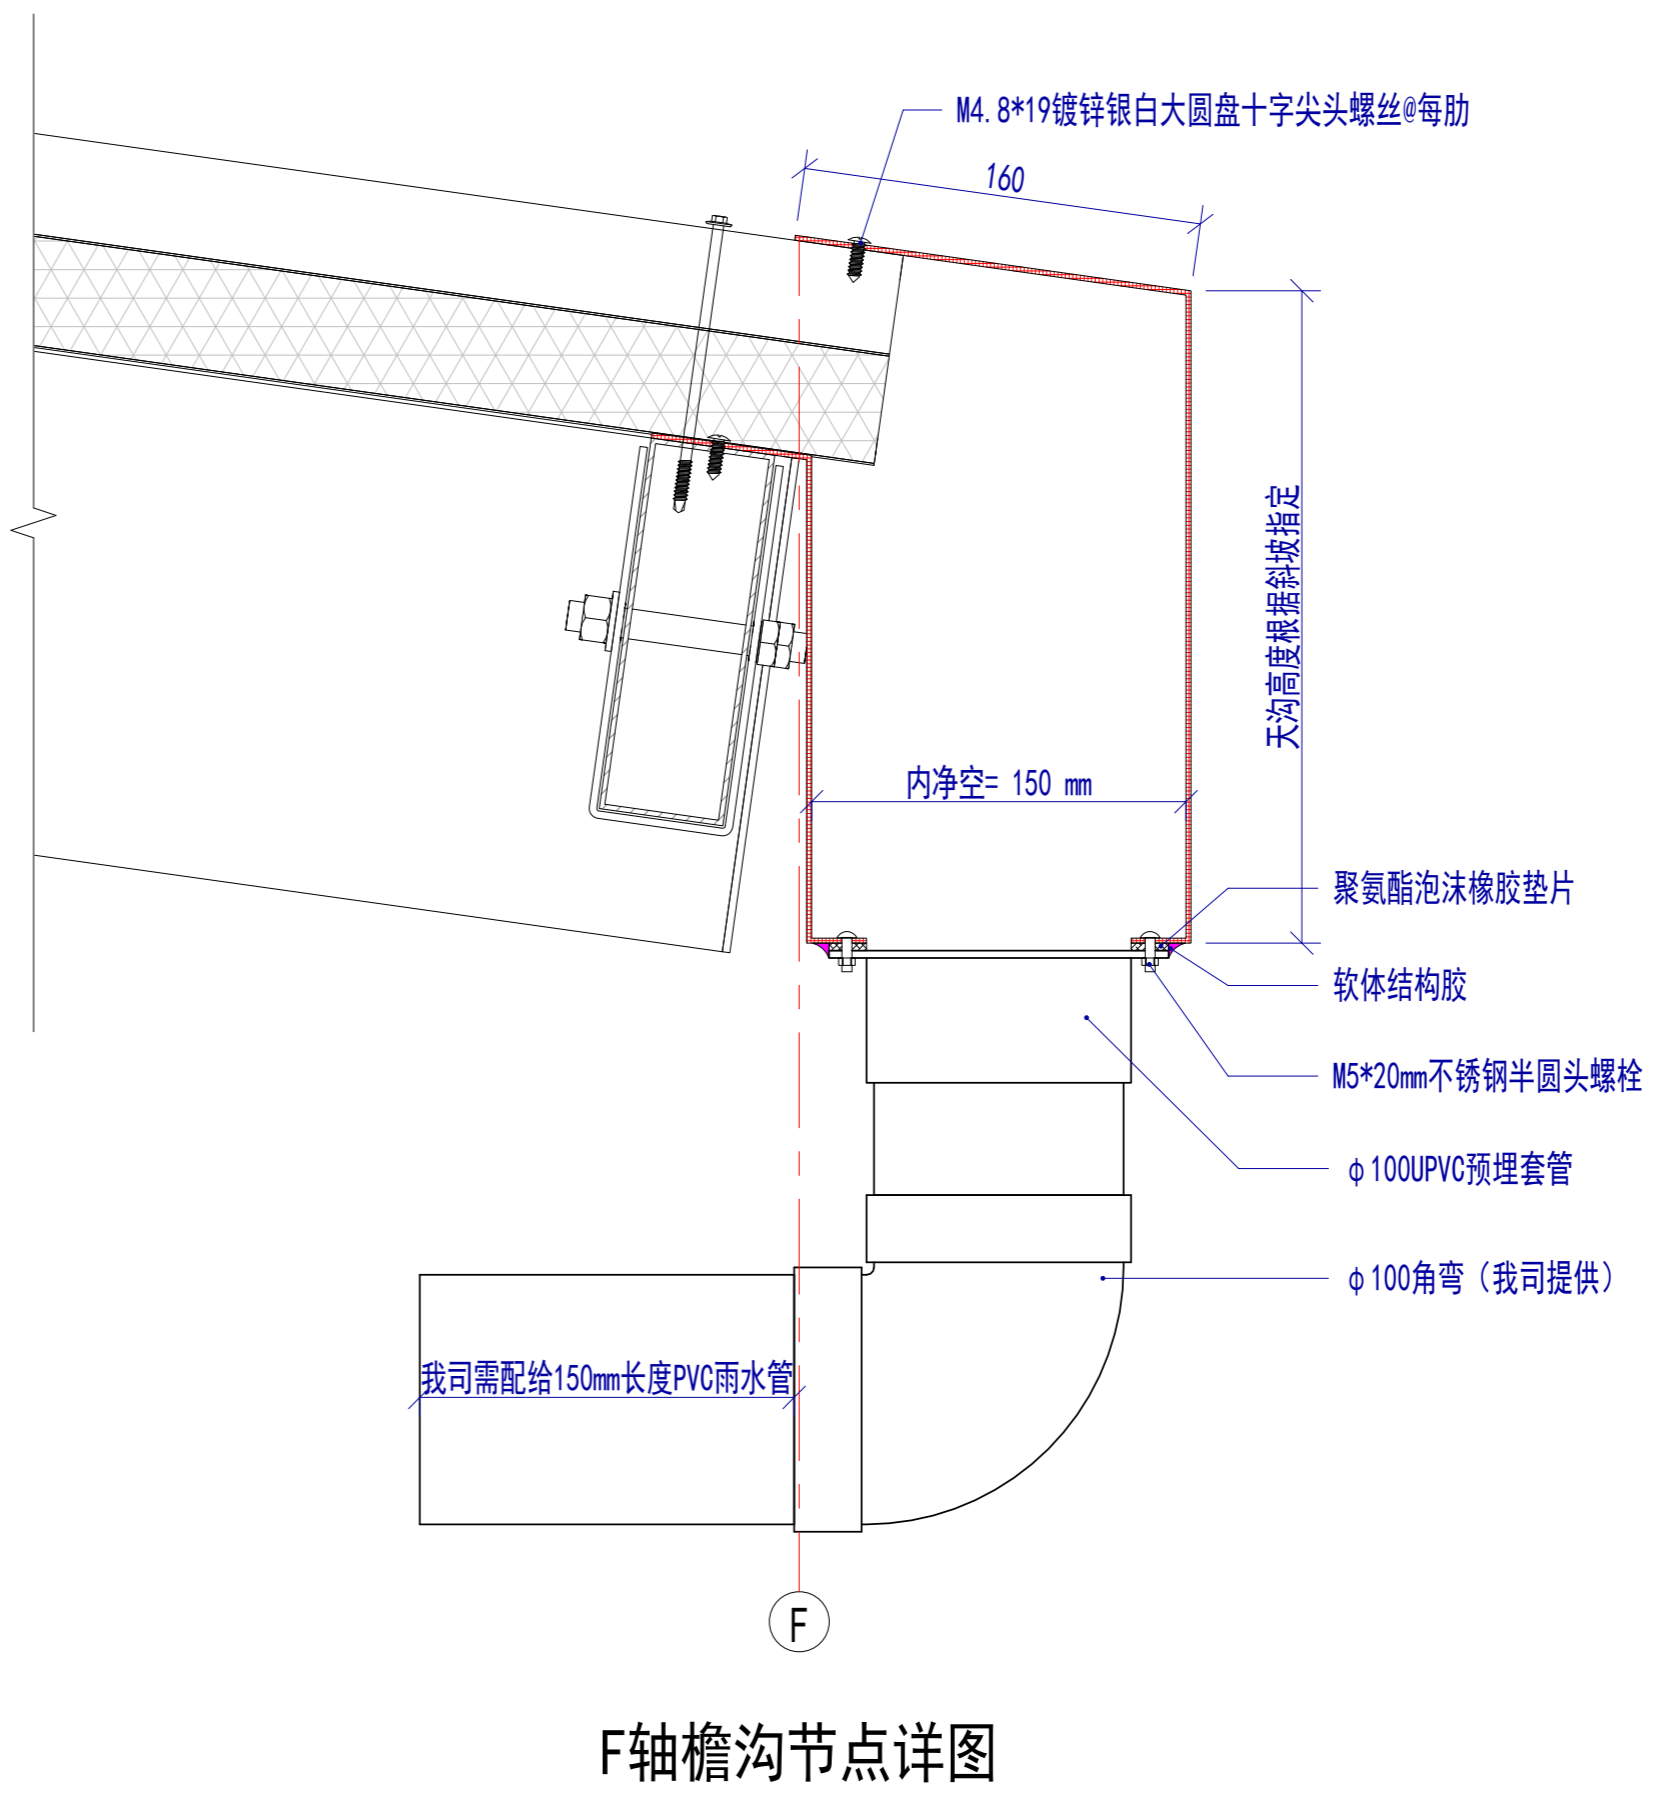 M4.8*19镀锌银白大圆盘十字尖头螺丝@每肋
160
天沟高度根据斜坡指定
内净空= 150 mm
聚氨酯泡沫橡胶垫片
软体结构胶
M5*20mm不锈钢半圆头螺栓
φ100UPVC预埋套管
φ100角弯（我司提供）
我司需配给150mm长度PVC雨水管
F
F轴檐沟节点详图